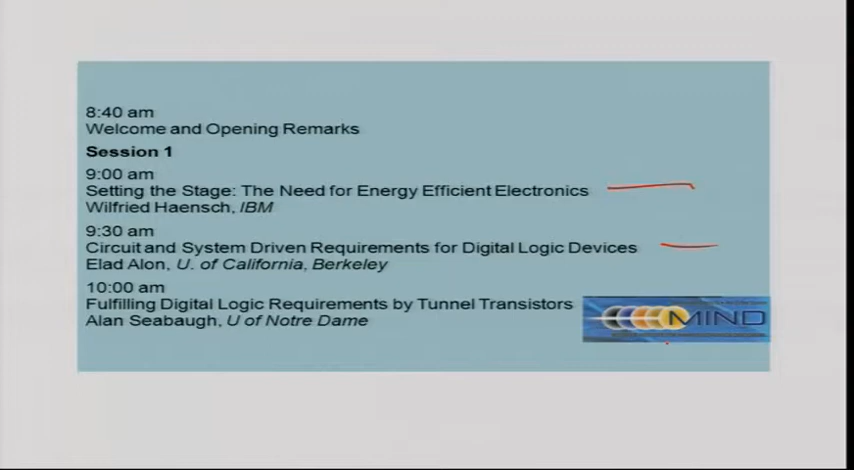 8:40 am
Welcome and Opening Remarks
Session 1
9:00 am
Setting the Stage: The Need for Energy Efficient Electronics
Wilfried Haensch, IBM
9:30 am
Circuit and System Driven Requirements for Digital Logic Devices
Elad Alon, U. of California, Berkeley
10:00 am
Fulfilling Digital Logic Requirements by Tunnel Transistors
Alan Seabaugh, U of Notre Dame
MIND